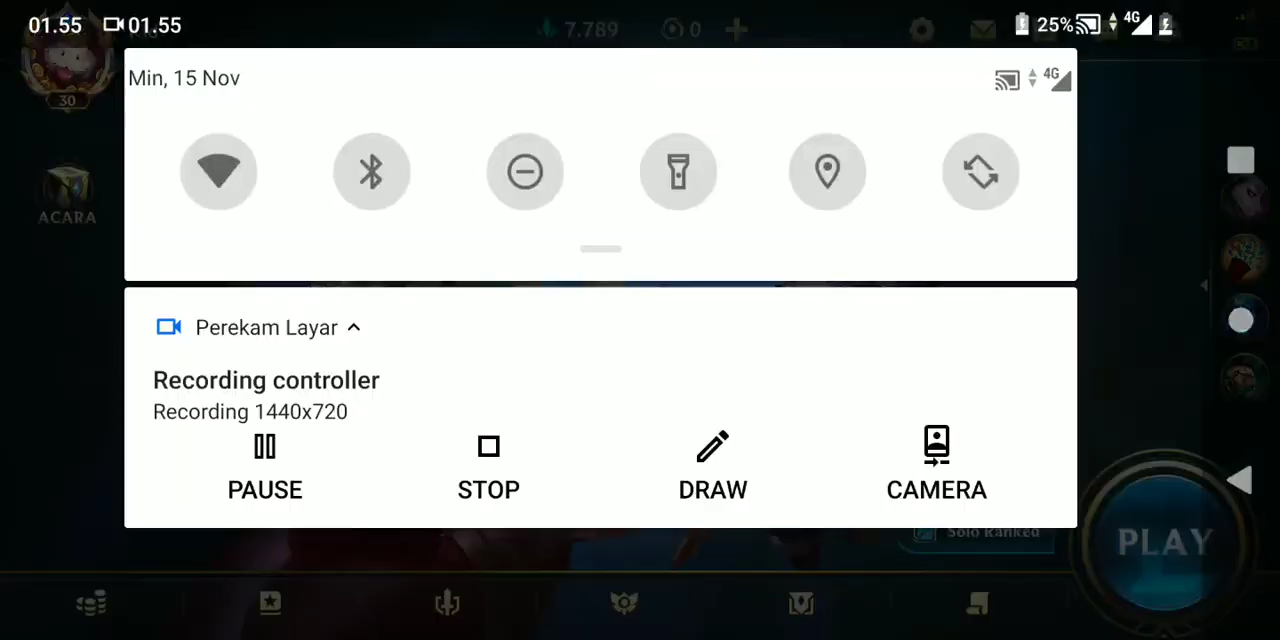 01.55 01.55 25% 4G
7.789 0
Min, 15 Nov 4G
30
ACARA
Perekam Layar
Recording controller
Recording 1440x720
PAUSE STOP DRAW CAMERA
Solo Ranked
PLAY